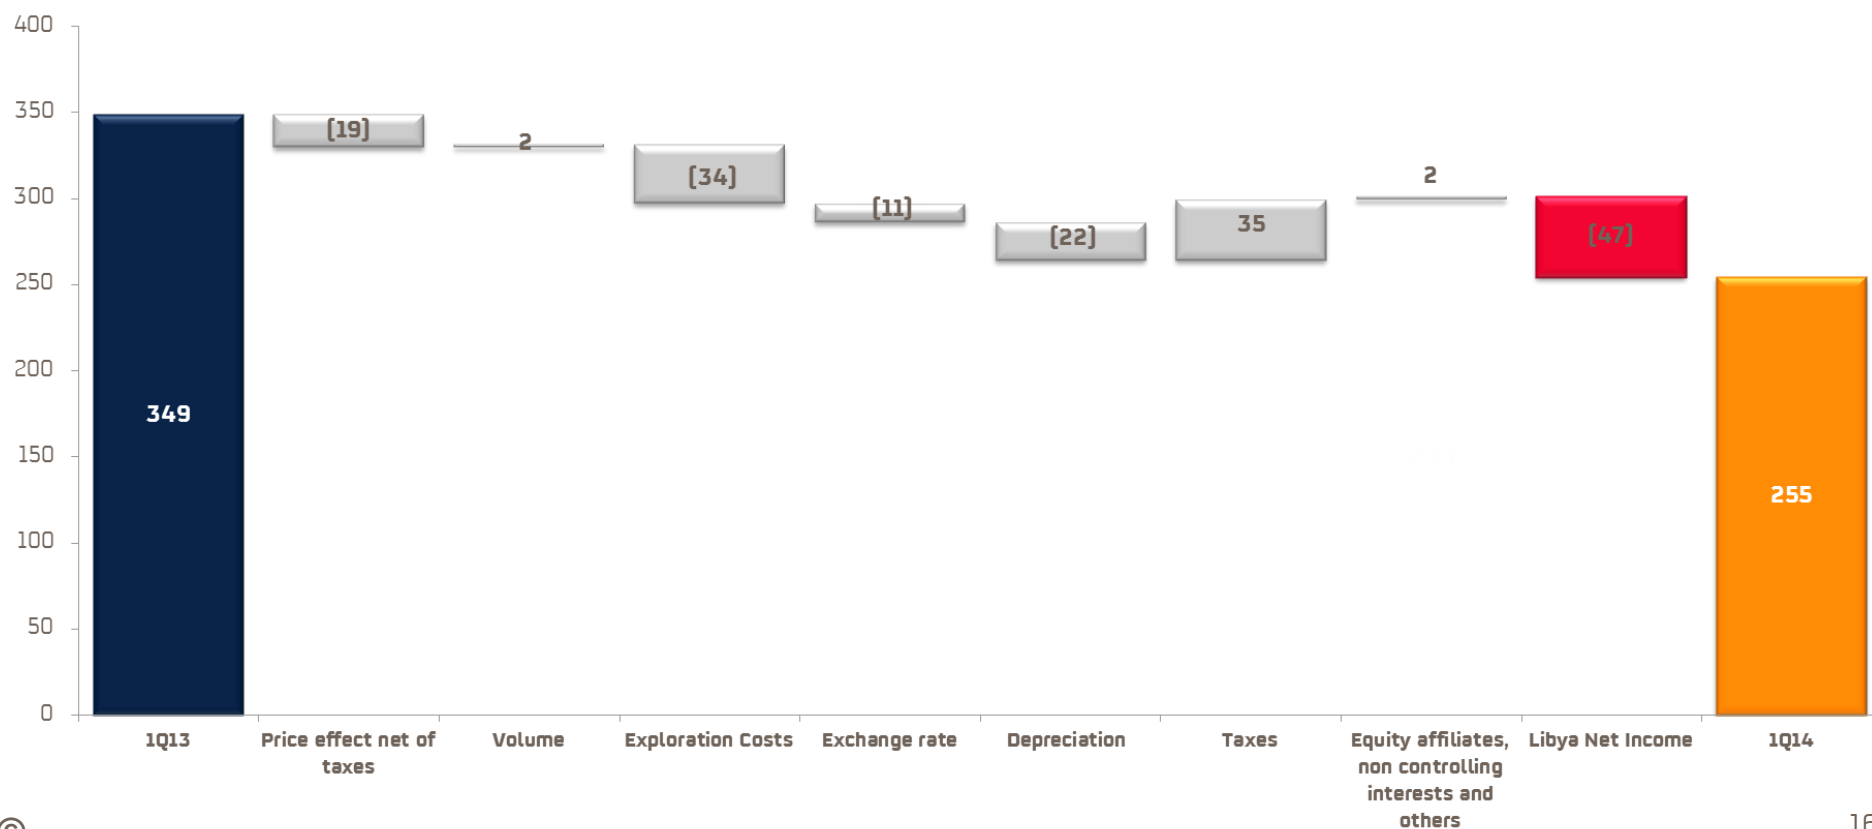 400
350
300
250
200
150
100
50
0
349
[19]
2
[34]
[11]
[22]
35
2
[47]
255
1Q13
Price effect net of
taxes
Volume
Exploration Costs
Exchange rate
Depreciation
Taxes
Equity affiliates,
non controlling
interests and
others
Libya Net Income
1Q14
©
16